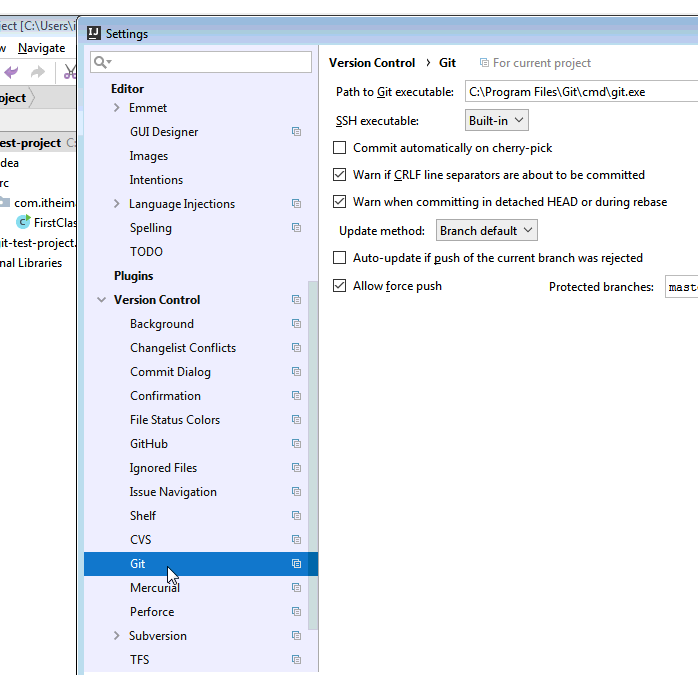 ect [C:\Users\i
Settings
w Navigate
oject
est-project C:
dea
rc
com.itheim
FirstClas
it-test-project.
nal Libraries
Editor
Emmet
GUI Designer
Images
Intentions
Language Injections
Spelling
TODO
Plugins
Version Control
Background
Changelist Conflicts
Commit Dialog
Confirmation
File Status Colors
GitHub
Ignored Files
Issue Navigation
Shelf
CVS
Git
Mercurial
Perforce
Subversion
TFS
Version Control › Git For current project
Path to Git executable: C:\Program Files\Git\cmd\git.exe
SSH executable: Built-in
Commit automatically on cherry-pick
Warn if CRLF line separators are about to be committed
Warn when committing in detached HEAD or during rebase
Update method: Branch default
Auto-update if push of the current branch was rejected
Allow force push Protected branches: mast